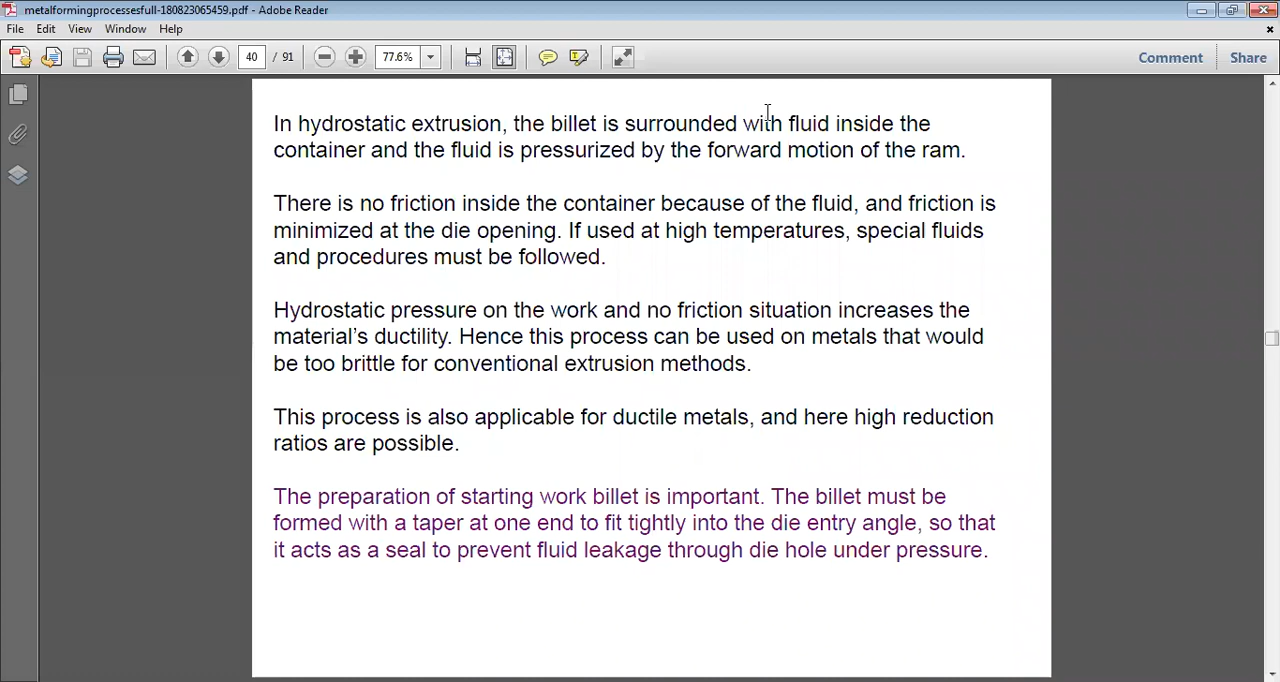 metalformingprocessesfull-180823065459.pdf - Adobe Reader
File Edit View Window Help
40 / 91 77.6% Comment Share
In hydrostatic extrusion, the billet is surrounded with fluid inside the
container and the fluid is pressurized by the forward motion of the ram.
There is no friction inside the container because of the fluid, and friction is
minimized at the die opening. If used at high temperatures, special fluids
and procedures must be followed.
Hydrostatic pressure on the work and no friction situation increases the
material’s ductility. Hence this process can be used on metals that would
be too brittle for conventional extrusion methods.
This process is also applicable for ductile metals, and here high reduction
ratios are possible.
The preparation of starting work billet is important. The billet must be
formed with a taper at one end to fit tightly into the die entry angle, so that
it acts as a seal to prevent fluid leakage through die hole under pressure.